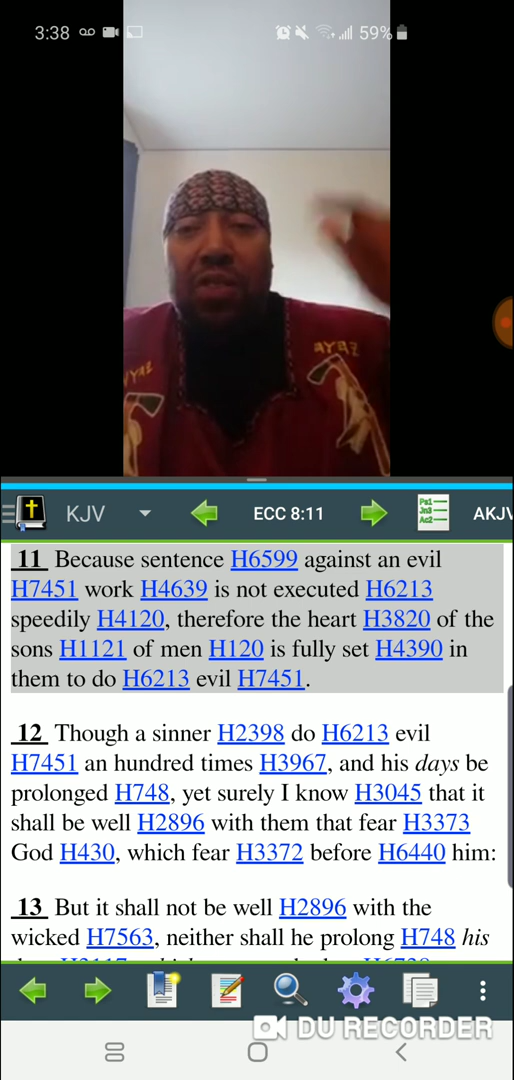 3:38
59%
AYAZ
KJV
ECC 8:11
Ps1
Jn3
Ac2
AKJV
11 Because sentence H6599 against an evil
H7451 work H4639 is not executed H6213
speedily H4120, therefore the heart H3820 of the
sons H1121 of men H120 is fully set H4390 in
them to do H6213 evil H7451.
12 Though a sinner H2398 do H6213 evil
H7451 an hundred times H3967, and his days be
prolonged H748, yet surely I know H3045 that it
shall be well H2896 with them that fear H3373
God H430, which fear H3372 before H6440 him:
13 But it shall not be well H2896 with the
wicked H7563, neither shall he prolong H748 his
DU RECORDER